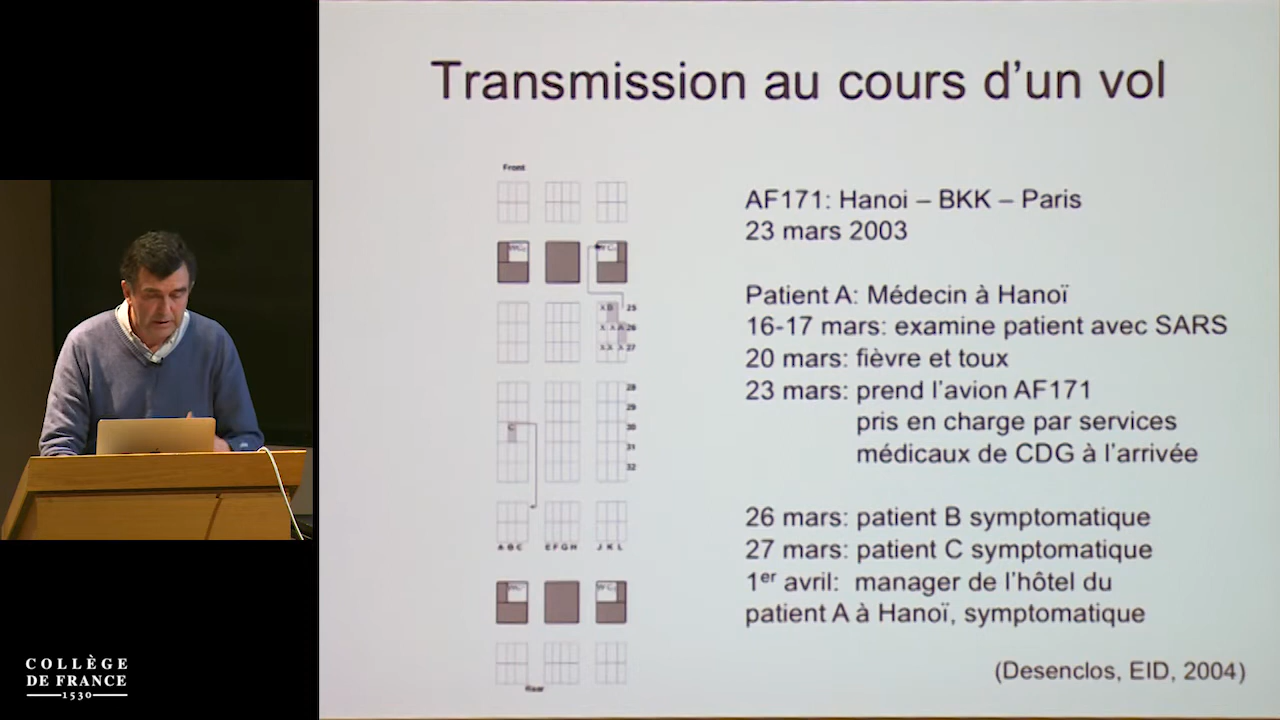 Transmission au cours d'un vol
Front
AF171: Hanoi – BKK – Paris
23 mars 2003
Patient A: Médecin à Hanoï
16-17 mars: examine patient avec SARS
20 mars: fièvre et toux
23 mars: prend l'avion AF171
pris en charge par services
médicaux de CDG à l'arrivée
26 mars: patient B symptomatique
27 mars: patient C symptomatique
1er avril: manager de l'hôtel du
patient A à Hanoï, symptomatique
(Desenclos, EID, 2004)
25
26
27
28
29
30
31
32
C
A B C E F G H J K L
Rear
COLLÈGE
DE FRANCE
1530